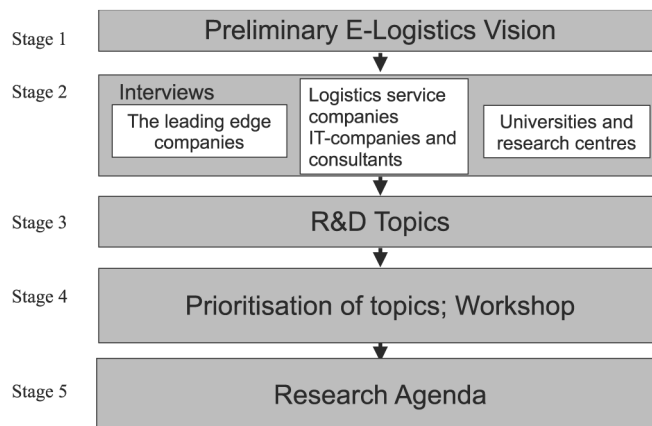 Stage 1
Preliminary E-Logistics Vision
Stage 2
Interviews
The leading edge
companies
Logistics service
companies
IT-companies and
consultants
Universities and
research centres
Stage 3
R&D Topics
Stage 4
Prioritisation of topics; Workshop
Stage 5
Research Agenda